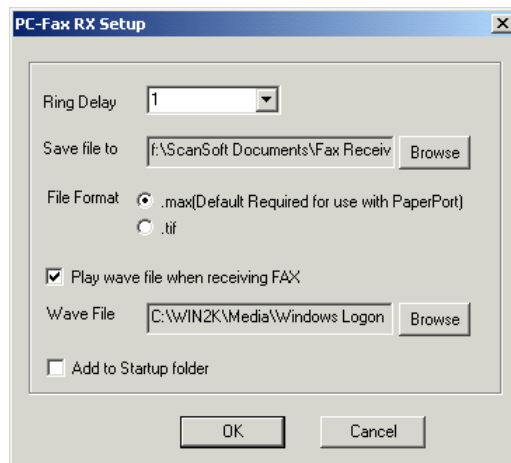 PC-Fax RX Setup
Ring Delay 1
Save file to f:\ScanSoft Documents\Fax Receiv Browse
File Format .max(Default Required for use with PaperPort)
.tif
Play wave file when receiving FAX
Wave File C:\WIN2K\Media\Windows Logon Browse
Add to Startup folder
OK Cancel